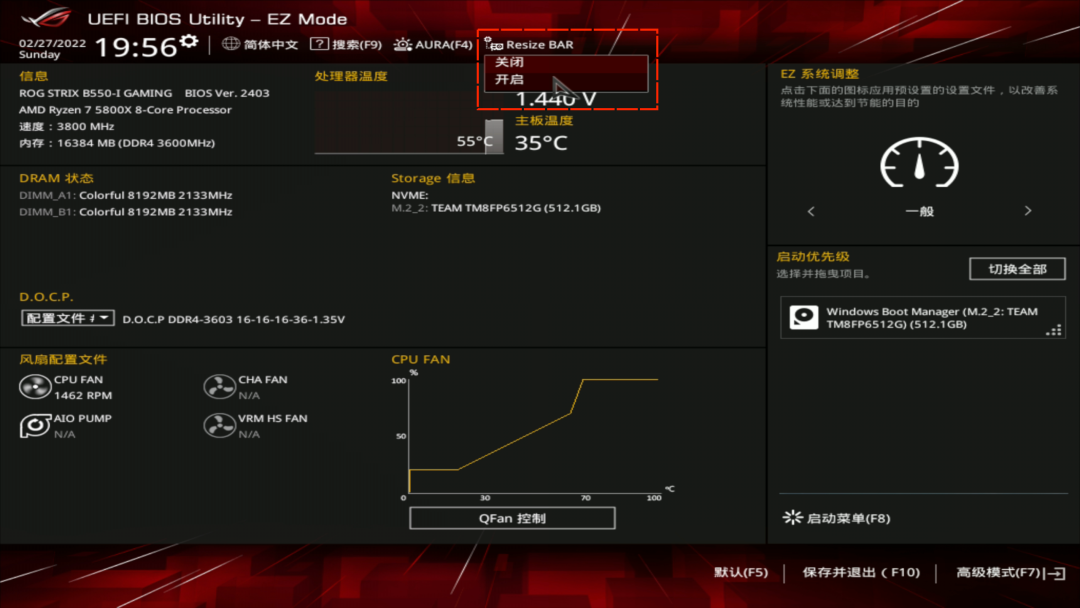 UEFI BIOS Utility – EZ Mode
02/27/2022
Sunday
19:56
简体中文
搜索(F9)
AURA(F4)
Resize BAR
关闭
开启
信息
ROG STRIX B550-I GAMING BIOS Ver. 2403
AMD Ryzen 7 5800X 8-Core Processor
速度：3800 MHz
内存：16384 MB (DDR4 3600MHz)
处理器温度
55°C
1.440 V
主板温度
35°C
DRAM 状态
DIMM_A1: Colorful 8192MB 2133MHz
DIMM_B1: Colorful 8192MB 2133MHz
Storage 信息
NVME:
M.2_2: TEAM TM8FP6512G (512.1GB)
D.O.C.P.
配置文件
D.O.C.P DDR4-3603 16-16-16-36-1.35V
风扇配置文件
CPU FAN
1462 RPM
CHA FAN
N/A
AIO PUMP
N/A
VRM HS FAN
N/A
CPU FAN
%
100
50
0
30
70
100
°C
QFan 控制
EZ 系统调整
点击下面的图标应用预设置的设置文件，以改善系
统性能或达到节能的目的
一般
启动优先级
选择并拖曳项目。
切换全部
Windows Boot Manager (M.2_2: TEAM
TM8FP6512G) (512.1GB)
启动菜单(F8)
默认(F5)
保存并退出（F10)
高级模式(F7)